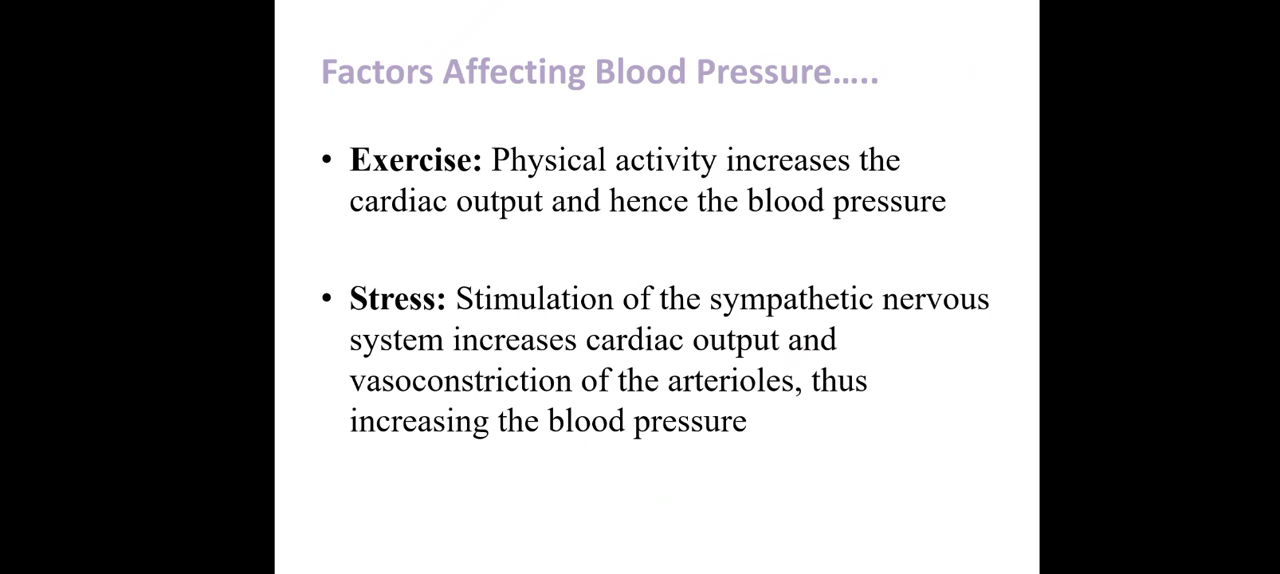 Factors Affecting Blood Pressure.....
• Exercise: Physical activity increases the
cardiac output and hence the blood pressure
• Stress: Stimulation of the sympathetic nervous
system increases cardiac output and
vasoconstriction of the arterioles, thus
increasing the blood pressure